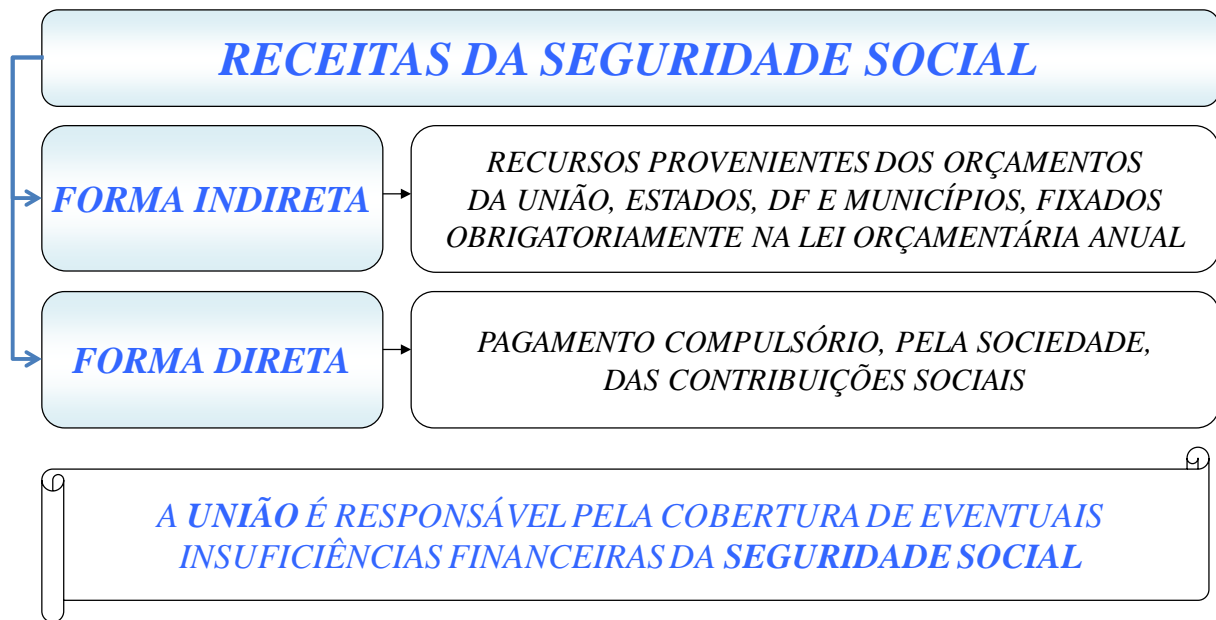 RECEITAS DA SEGURIDADE SOCIAL
FORMA INDIRETA
RECURSOS PROVENIENTES DOS ORÇAMENTOS
DA UNIÃO, ESTADOS, DF E MUNICÍPIOS, FIXADOS
OBRIGATORIAMENTE NA LEI ORÇAMENTÁRIA ANUAL
FORMA DIRETA
PAGAMENTO COMPULSÓRIO, PELA SOCIEDADE,
DAS CONTRIBUIÇÕES SOCIAIS
A UNIÃO É RESPONSÁVEL PELA COBERTURA DE EVENTUAIS
INSUFICIÊNCIAS FINANCEIRAS DA SEGURIDADE SOCIAL